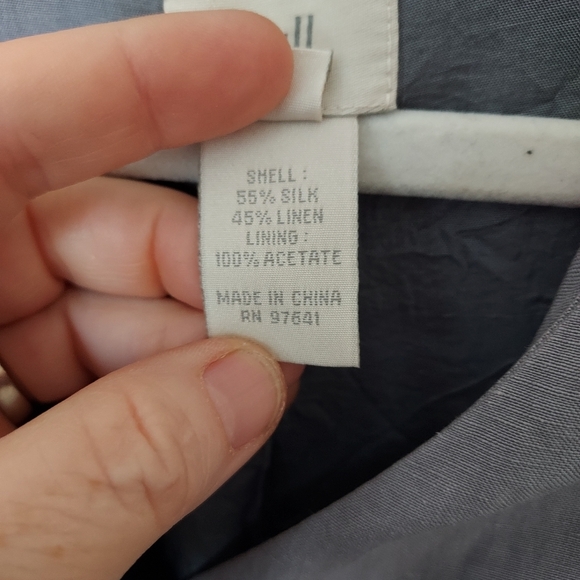 SHELL:
55% SILK
45% LINEN
LINING:
100% ACETATE
MADE IN CHINA
RN 97641